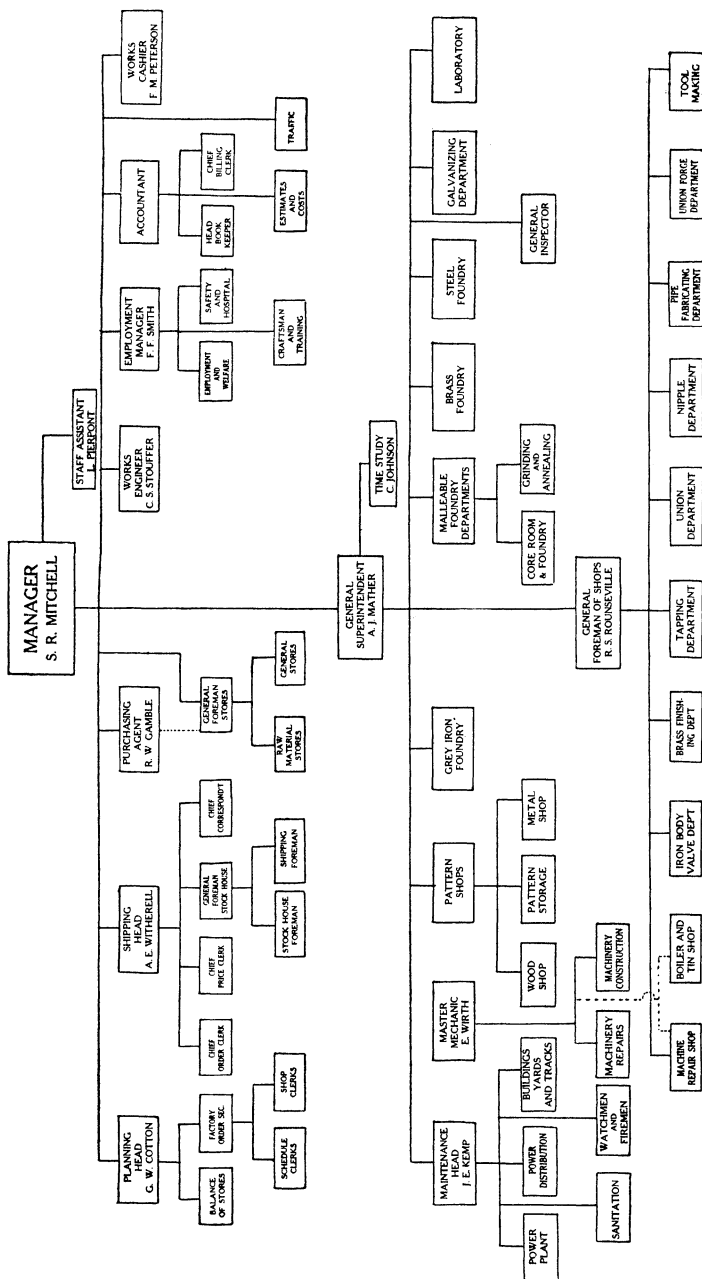 MANAGER
S. R. MITCHELL
STAFF ASSISTANT
L. PIERPONT
PLANNING
HEAD
G. W. COTTON
SHIPPING
HEAD
A. E. WITHERELL
PURCHASING
AGENT
R. W. GAMBLE
WORKS
ENGINEER
C. S. STOUFFER
EMPLOYMENT
MANAGER
F. F. SMITH
ACCOUNTANT
WORKS
CASHIER
F. M. PETERSON
BALANCE
OF STORES
FACTORY
ORDER SEC.
CHIEF
ORDER CLERK
CHIEF
PRICE CLERK
GENERAL
FOREMAN
STOCK HOUSE
CHIEF
CORRESPOND'T
GENERAL
FOREMAN
STORES
EMPLOYMENT
AND
WELFARE
SAFETY
AND
HOSPITAL
HEAD
BOOK
KEEPER
CHIEF
BILLING
CLERK
SCHEDULE
CLERKS
SHOP
CLERKS
STOCK HOUSE
FOREMAN
SHIPPING
FOREMAN
RAW
MATERIAL
STORES
GENERAL
STORES
CRAFTSMAN
AND
TRAINING
ESTIMATES
AND
COSTS
TRAFFIC
GENERAL
SUPERINTENDENT
A. J. MATHER
TIME STUDY
C. JOHNSON
MAINTENANCE
HEAD
J. E. KEMP
MASTER
MECHANIC
E. WIRTH
PATTERN
SHOPS
GREY IRON
FOUNDRY
MALLEABLE
FOUNDRY
DEPARTMENTS
BRASS
FOUNDRY
STEEL
FOUNDRY
GALVANIZING
DEPARTMENT
LABORATORY
POWER
PLANT
POWER
DISTRIBUTION
BUILDINGS
YARDS
AND TRACKS
WOOD
SHOP
PATTERN
STORAGE
METAL
SHOP
CORE ROOM
& FOUNDRY
GRINDING
AND
ANNEALING
GENERAL
INSPECTOR
SANITATION
WATCHMEN
AND
FIREMEN
MACHINERY
REPAIRS
MACHINERY
CONSTRUCTION
GENERAL
FOREMAN OF SHOPS
R. S. ROUNSEVILLE
MACHINE
REPAIR SHOP
BOILER AND
TIN SHOP
IRON BODY
VALVE DEP'T
BRASS FINISH-
ING DEP'T
TAPPING
DEPARTMENT
UNION
DEPARTMENT
NIPPLE
DEPARTMENT
PIPE
FABRICATING
DEPARTMENT
UNION FORGE
DEPARTMENT
TOOL
MAKING